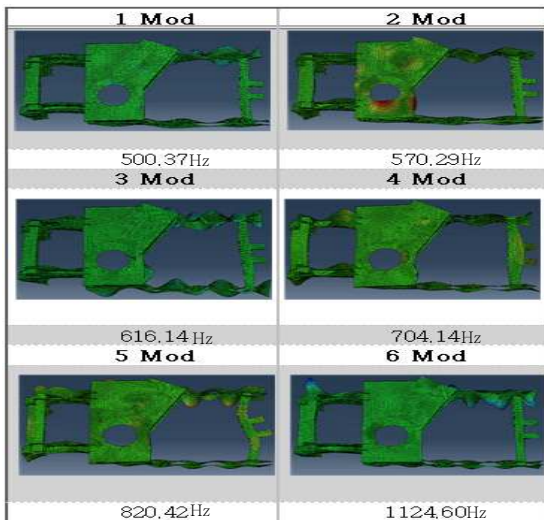 1 Mod 2 Mod
500.37Hz 570.29Hz
3 Mod 4 Mod
616.14Hz 704.14Hz
5 Mod 6 Mod
820.42Hz 1124.60Hz